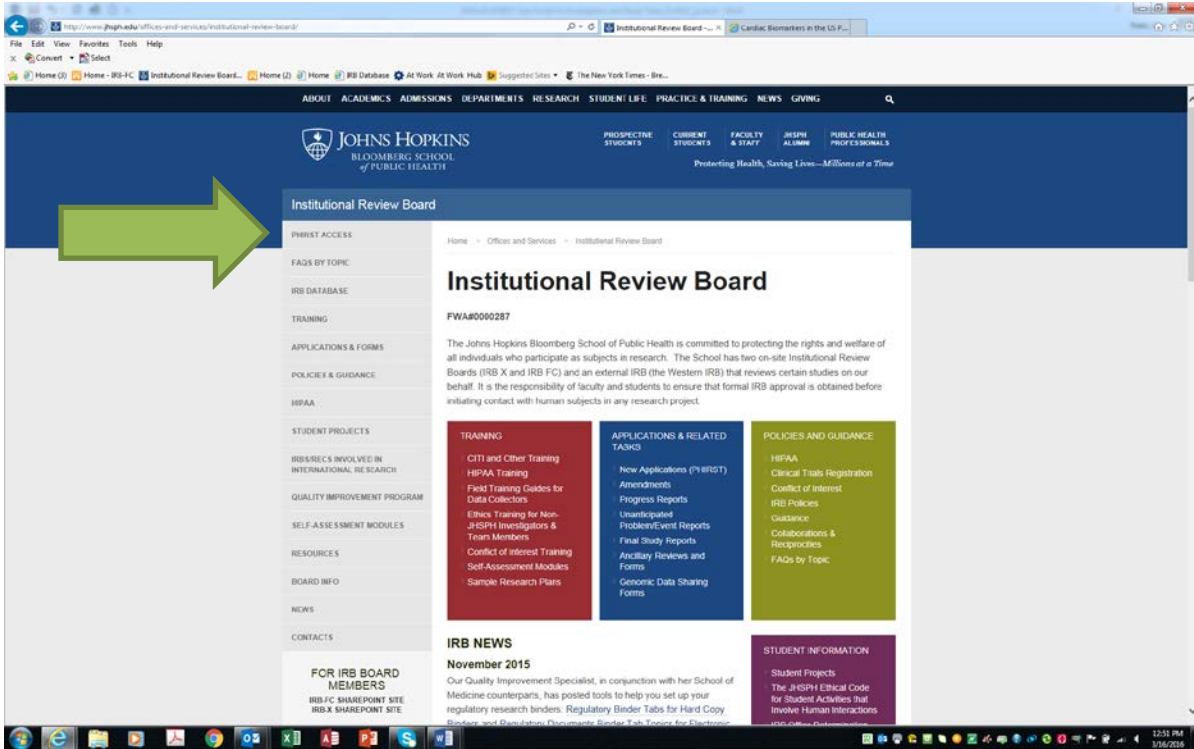 http://www.jhsph.edu/offices-and-services/institutional-review-board/
Institutional Review Board -...
Cardiac Biomarkers in the US P...
File Edit View Favorites Tools Help
Convert Select
Home (3) Home - IRB-FC Institutional Review Board... Home (2) Home IRB Database At Work At Work Hub Suggested Sites The New York Times - Bre...
ABOUT ACADEMICS ADMISSIONS DEPARTMENTS RESEARCH STUDENT LIFE PRACTICE & TRAINING NEWS GIVING
JOHNS HOPKINS
BLOOMBERG SCHOOL
of PUBLIC HEALTH
PROSPECTIVE STUDENTS
CURRENT STUDENTS
FACULTY & STAFF
JHSPH ALUMNI
PUBLIC HEALTH PROFESSIONALS
Protecting Health, Saving Lives—Millions at a Time
Institutional Review Board
PHIRST ACCESS
FAQS BY TOPIC
IRB DATABASE
TRAINING
APPLICATIONS & FORMS
POLICIES & GUIDANCE
HIPAA
STUDENT PROJECTS
IRBS/RECS INVOLVED IN
INTERNATIONAL RESEARCH
QUALITY IMPROVEMENT PROGRAM
SELF-ASSESSMENT MODULES
RESOURCES
BOARD INFO
NEWS
CONTACTS
FOR IRB BOARD
MEMBERS
IRB-FC SHAREPOINT SITE
IRB-X SHAREPOINT SITE
Home > Offices and Services > Institutional Review Board
Institutional Review Board
FWA#0000287
The Johns Hopkins Bloomberg School of Public Health is committed to protecting the rights and welfare of
all individuals who participate as subjects in research. The School has two on-site Institutional Review
Boards (IRB X and IRB FC) and an external IRB (the Western IRB) that reviews certain studies on our
behalf. It is the responsibility of faculty and students to ensure that formal IRB approval is obtained before
initiating contact with human subjects in any research project.
TRAINING
CITI and Other Training
HIPAA Training
Field Training Guides for
Data Collectors
Ethics Training for Non-
JHSPH Investigators &
Team Members
Conflict of Interest Training
Self-Assessment Modules
Sample Research Plans
APPLICATIONS & RELATED
TASKS
New Applications (PHIRST)
Amendments
Progress Reports
Unanticipated
Problem/Event Reports
Final Study Reports
Ancillary Reviews and
Forms
Genomic Data Sharing
Forms
POLICIES AND GUIDANCE
HIPAA
Clinical Trials Registration
Conflict of Interest
IRB Policies
Guidance
Collaborations &
Reciprocities
FAQs by Topic
IRB NEWS
November 2015
Our Quality Improvement Specialist, in conjunction with her School of
Medicine counterparts, has posted tools to help you set up your
regulatory research binders: Regulatory Binder Tabs for Hard Copy
Binders and Regulatory Documents Binder Tab Topics for Electronic
STUDENT INFORMATION
Student Projects
The JHSPH Ethical Code
for Student Activities that
Involve Human Interactions
IRB Office Determination
12:51 PM
3/16/2016